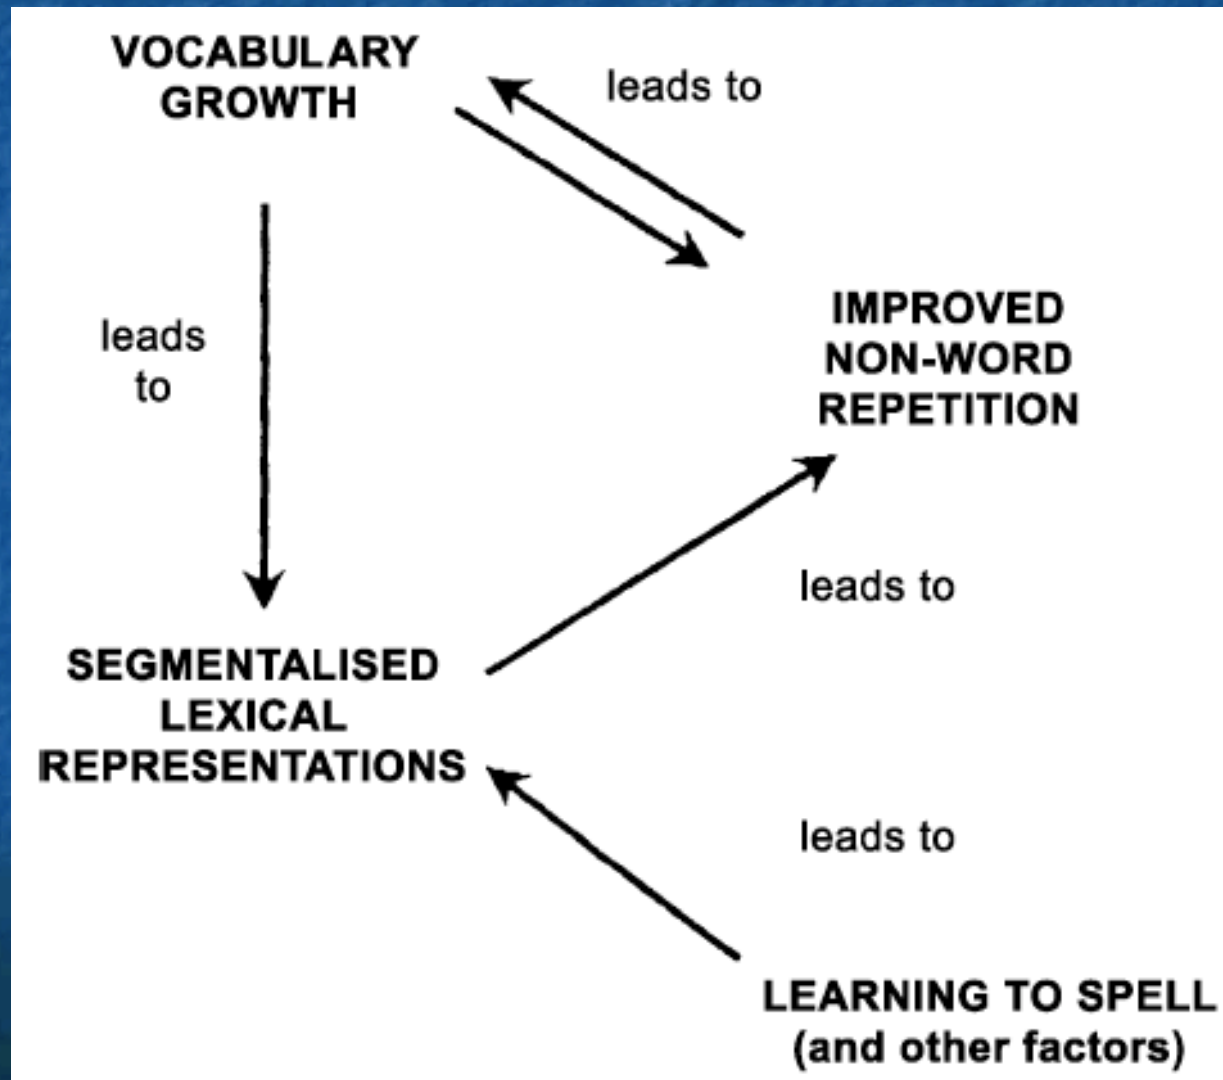 VOCABULARY
GROWTH
leads to
leads
to
IMPROVED
NON-WORD
REPETITION
leads to
SEGMENTALISED
LEXICAL
REPRESENTATIONS
leads to
LEARNING TO SPELL
(and other factors)